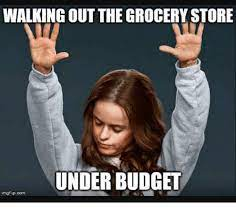 WALKING OUT THE GROCERY STORE
UNDER BUDGET
imgflip.com